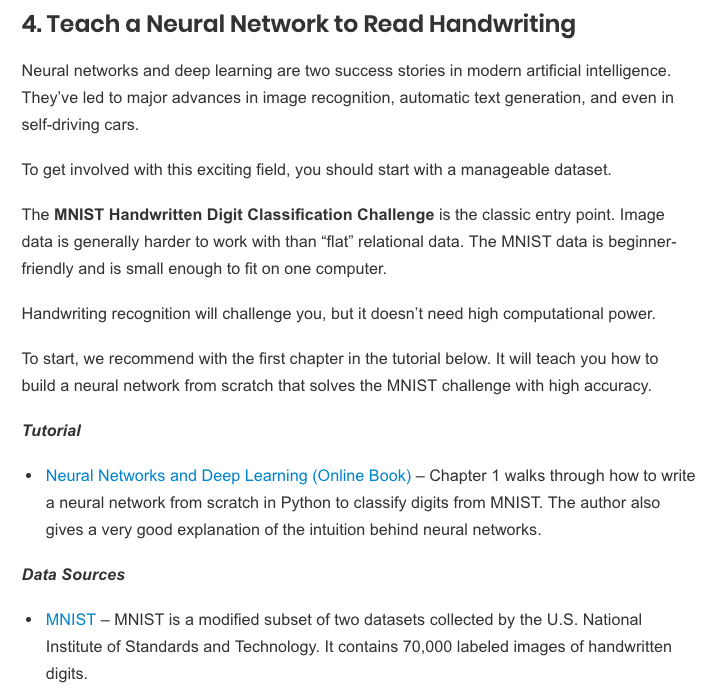 4. Teach a Neural Network to Read Handwriting
Neural networks and deep learning are two success stories in modern artificial intelligence.
They’ve led to major advances in image recognition, automatic text generation, and even in
self-driving cars.
To get involved with this exciting field, you should start with a manageable dataset.
The MNIST Handwritten Digit Classification Challenge is the classic entry point. Image
data is generally harder to work with than “flat” relational data. The MNIST data is beginner-
friendly and is small enough to fit on one computer.
Handwriting recognition will challenge you, but it doesn’t need high computational power.
To start, we recommend with the first chapter in the tutorial below. It will teach you how to
build a neural network from scratch that solves the MNIST challenge with high accuracy.
Tutorial
• Neural Networks and Deep Learning (Online Book) – Chapter 1 walks through how to write
a neural network from scratch in Python to classify digits from MNIST. The author also
gives a very good explanation of the intuition behind neural networks.
Data Sources
• MNIST – MNIST is a modified subset of two datasets collected by the U.S. National
Institute of Standards and Technology. It contains 70,000 labeled images of handwritten
digits.